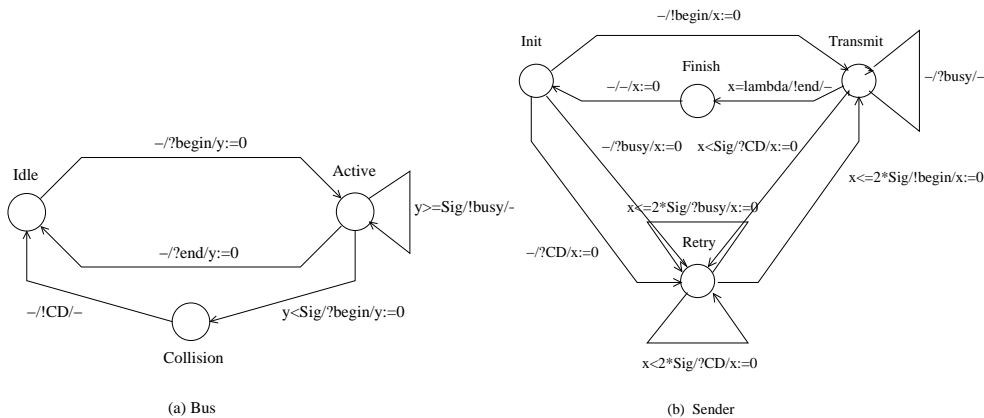 Idle
–/?begin/y:=0
Active
y>=Sig/!busy/-
–/?end/y:=0
–/!CD/–
y<Sig/?begin/y:=0
Collision
(a) Bus
–/!begin/x:=0
Init
Transmit
Finish
–/–/x:=0
x=lambda/!end/–
–/?busy/–
–/?busy/x:=0
x<Sig/?CD/x:=0
x<=2*Sig/!begin/x:=0
x<=2*Sig/?busy/x:=0
Retry
–/?CD/x:=0
x<2*Sig/?CD/x:=0
(b) Sender